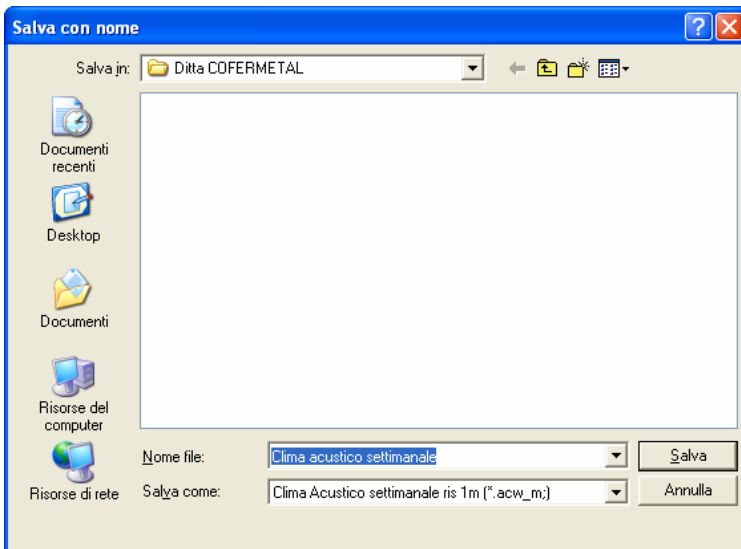 Salva con nome
Salva in:
Ditta COFERMETAL
Documenti
recenti
Desktop
Documenti
Risorse del
computer
Risorse di rete
Nome file:
Clima acustico settimanale
Salva
Salva come:
Clima Acustico settimanale ris 1m (*.acw_m;)
Annulla